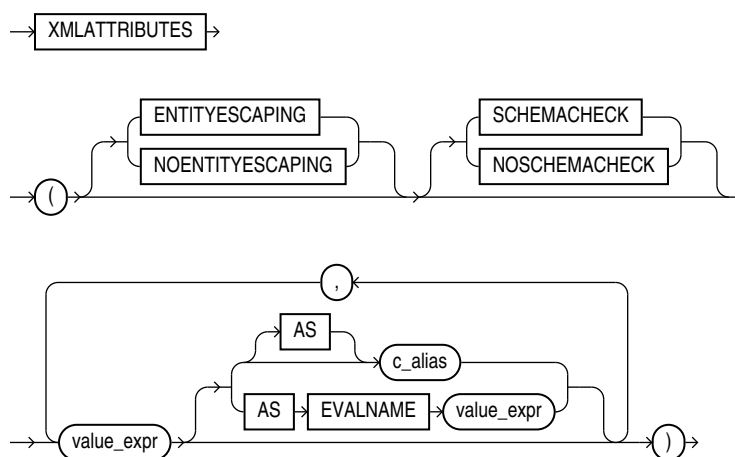 XMLATTRIBUTES
ENTITYESCAPING SCHEMACHECK
NOENTITYESCAPING NOSCHEMACHECK
(
,
AS
c_alias
AS EVALNAME value_expr
value_expr )